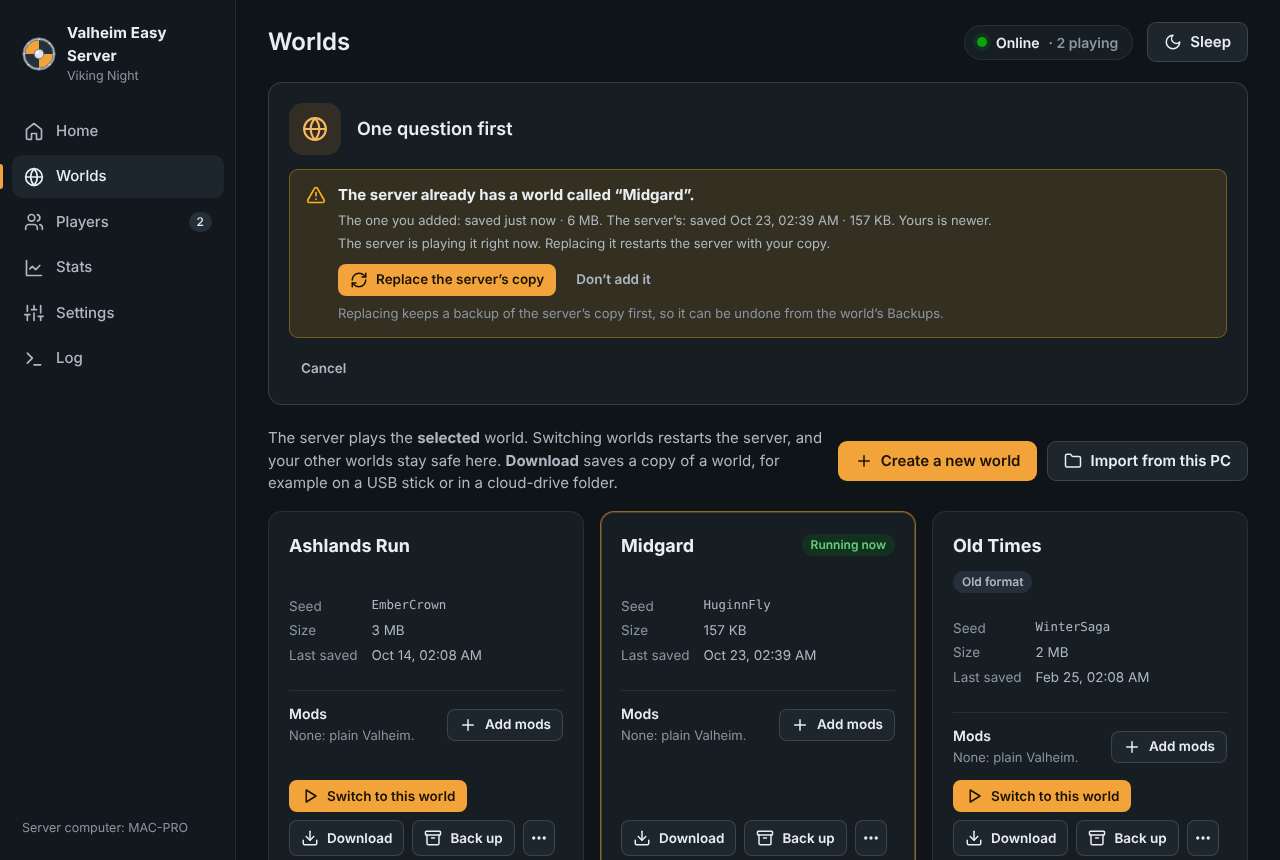 Valheim Easy Server
Viking Night
Home
Worlds
Players 2
Stats
Settings
Log
Server computer: MAC-PRO
Worlds
Online · 2 playing
Sleep
One question first
The server already has a world called “Midgard”.
The one you added: saved just now · 6 MB. The server’s: saved Oct 23, 02:39 AM · 157 KB. Yours is newer.
The server is playing it right now. Replacing it restarts the server with your copy.
Replace the server’s copy
Don’t add it
Replacing keeps a backup of the server’s copy first, so it can be undone from the world’s Backups.
Cancel
The server plays the selected world. Switching worlds restarts the server, and
your other worlds stay safe here. Download saves a copy of a world, for
example on a USB stick or in a cloud-drive folder.
Create a new world
Import from this PC
Ashlands Run
Seed EmberCrown
Size 3 MB
Last saved Oct 14, 02:08 AM
Mods
None: plain Valheim.
Add mods
Switch to this world
Download
Back up
Midgard
Running now
Seed HuginnFly
Size 157 KB
Last saved Oct 23, 02:39 AM
Mods
None: plain Valheim.
Add mods
Download
Back up
Old Times
Old format
Seed WinterSaga
Size 2 MB
Last saved Feb 25, 02:08 AM
Mods
None: plain Valheim.
Add mods
Switch to this world
Download
Back up